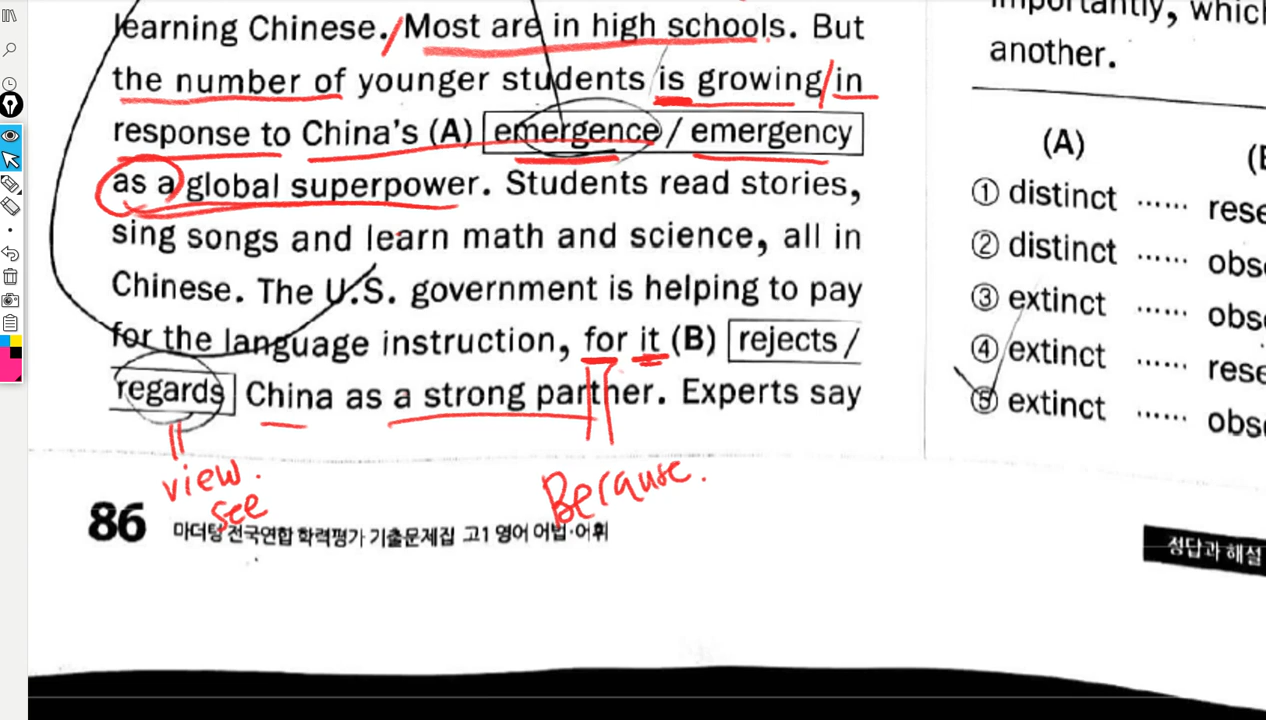 learning Chinese. Most are in high schools. But
the number of younger students is growing in
response to China's (A) emergence / emergency
as a global superpower. Students read stories,
sing songs and learn math and science, all in
Chinese. The U.S. government is helping to pay
for the language instruction, for it (B) rejects /
regards China as a strong partner. Experts say
view.
see
Because.
86 마더텅 전국연합 학력평가 기출문제집 고1 영어 어법·어휘
importantly, which
another.
(A)
① distinct ······
② distinct ······
③ extinct ······
④ extinct ······
⑤ extinct ······
정답과 해설